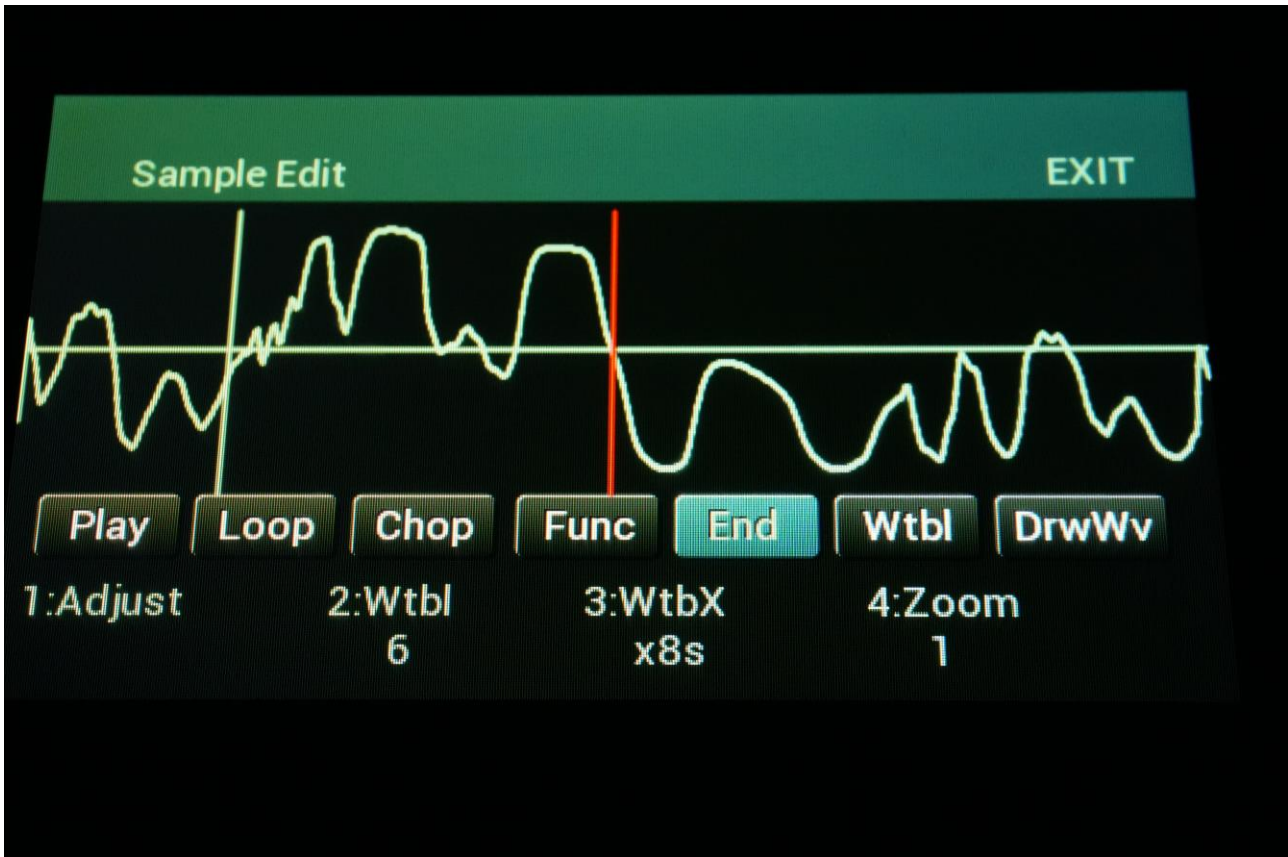 Sample Edit EXIT
Play Loop Chop Func End Wtbl DrwWv
1:Adjust 2:Wtbl 3:WtbX 4:Zoom
6 x8s 1